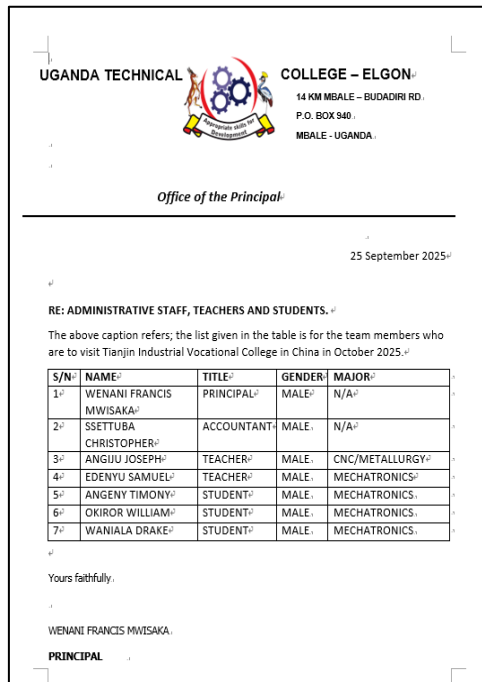 UGANDA TECHNICAL COLLEGE – ELGON
14 KM MBALE – BUDADIRI RD
P.O. BOX 940
MBALE - UGANDA
Appropriate skills for
Development
Office of the Principal
25 September 2025
RE: ADMINISTRATIVE STAFF, TEACHERS AND STUDENTS.
The above caption refers; the list given in the table is for the team members who
are to visit Tianjin Industrial Vocational College in China in October 2025.
S/N NAME TITLE GENDER MAJOR
1 WENANI FRANCIS PRINCIPAL MALE N/A
MWISAKA
2 SSETTUBA ACCOUNTANT MALE N/A
CHRISTOPHER
3 ANGIJU JOSEPH TEACHER MALE CNC/METALLURGY
4 EDENYU SAMUEL TEACHER MALE MECHATRONICS
5 ANGENY TIMONY STUDENT MALE MECHATRONICS
6 OKIROR WILLIAM STUDENT MALE MECHATRONICS
7 WANIALA DRAKE STUDENT MALE MECHATRONICS
Yours faithfully
WENANI FRANCIS MWISAKA
PRINCIPAL